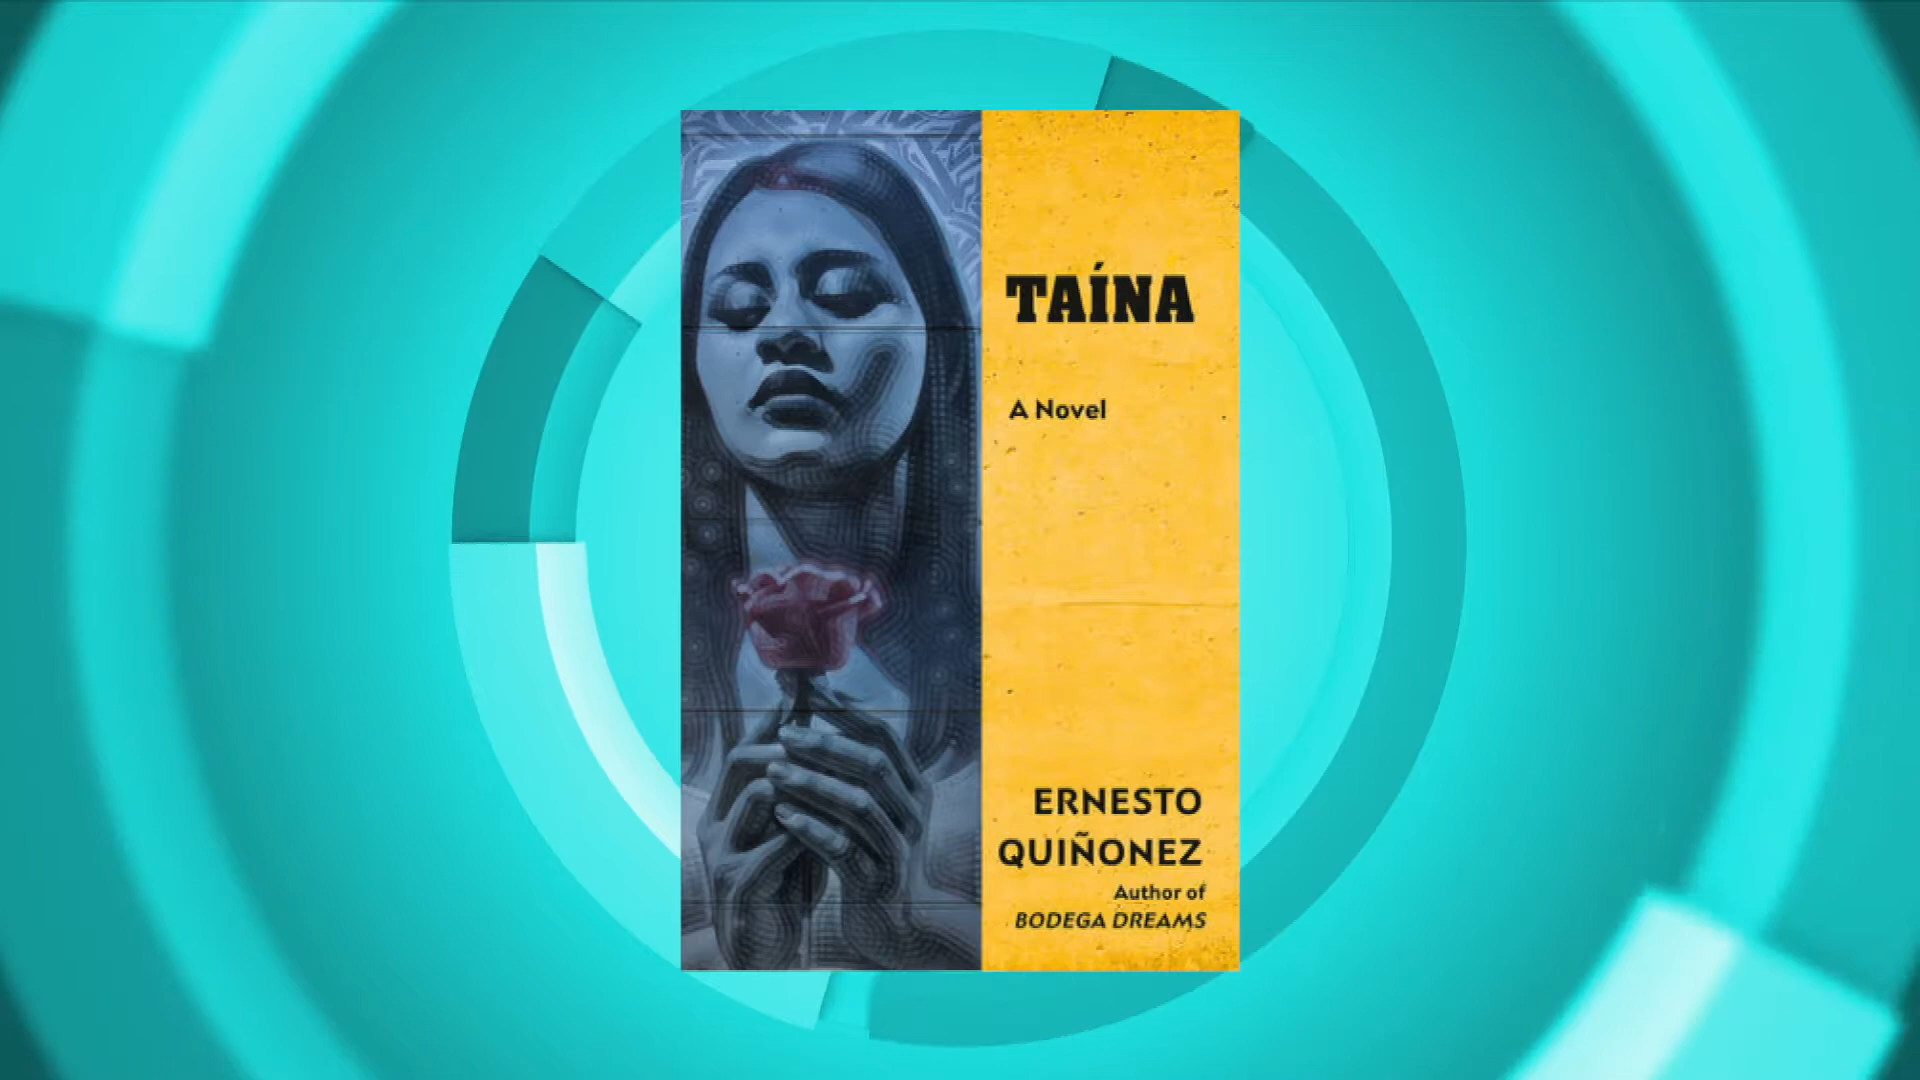 TAÍNA
A Novel
ERNESTO
QUIÑONEZ
Author of
BODEGA DREAMS